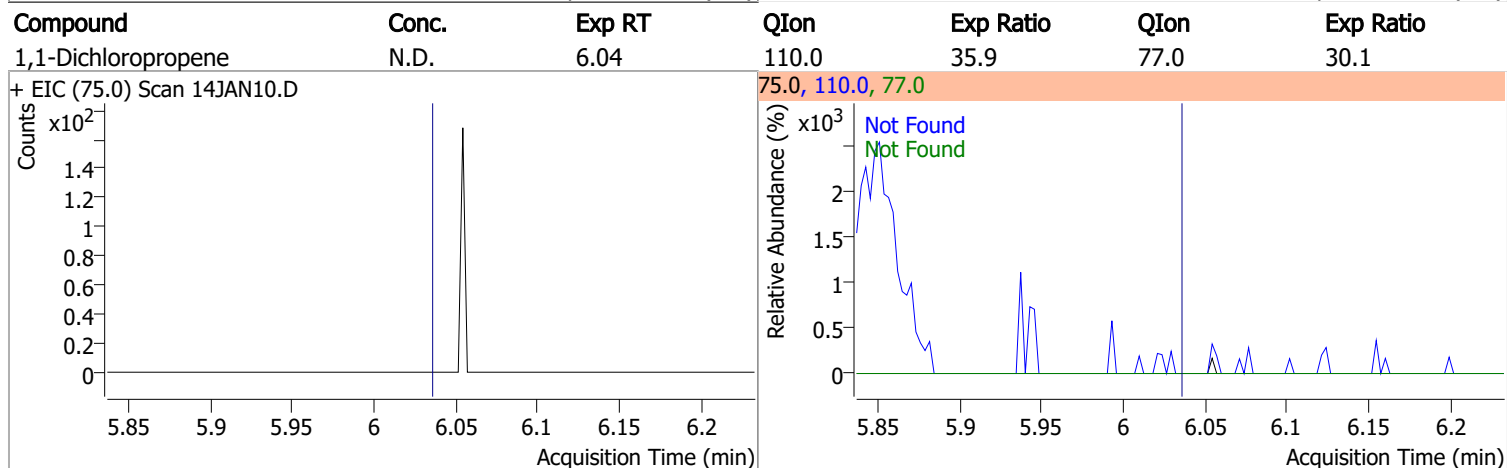 Compound Conc. Exp RT QIon Exp Ratio QIon Exp Ratio
1,1-Dichloropropene N.D. 6.04 110.0 35.9 77.0 30.1
+ EIC (75.0) Scan 14JAN10.D
Counts
x10²
1.4
1.2
1
0.8
0.6
0.4
0.2
0
5.85 5.9 5.95 6 6.05 6.1 6.15 6.2
Acquisition Time (min)
75.0, 110.0, 77.0
Relative Abundance (%)
x10³
Not Found
Not Found
2
1.5
1
0.5
0
5.85 5.9 5.95 6 6.05 6.1 6.15 6.2
Acquisition Time (min)